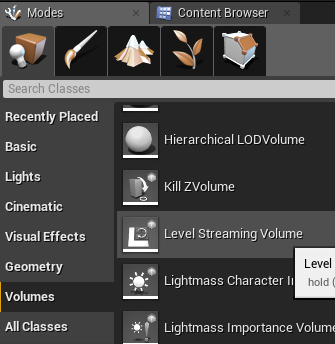 Modes
Content Browser
Search Classes
Recently Placed
Basic
Lights
Cinematic
Visual Effects
Geometry
Volumes
All Classes
Hierarchical LODVolume
Kill ZVolume
Level Streaming Volume
Lightmass Character
Lightmass Importance Volume
Level
hold